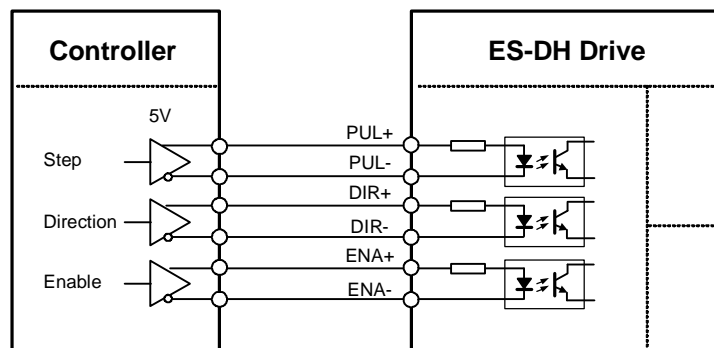 Controller
ES-DH Drive
5V
PUL+
Step
PUL-
DIR+
Direction
DIR-
ENA+
Enable
ENA-